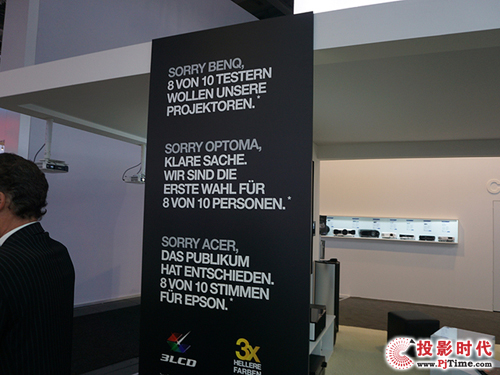 SORRY BENQ,
8 VON 10 TESTERN
WOLLEN UNSERE
PROJEKTOREN.*
SORRY OPTOMA,
KLARE SACHE.
WIR SIND DIE
ERSTE WAHL FÜR
8 VON 10 PERSONEN.*
SORRY ACER,
DAS PUBLIKUM
HAT ENTSCHIEDEN.
8 VON 10 STIMMEN
FÜR EPSON.*
3LCD
3X
HELLERE
FARBEN
投影时代
www.PjTime.com